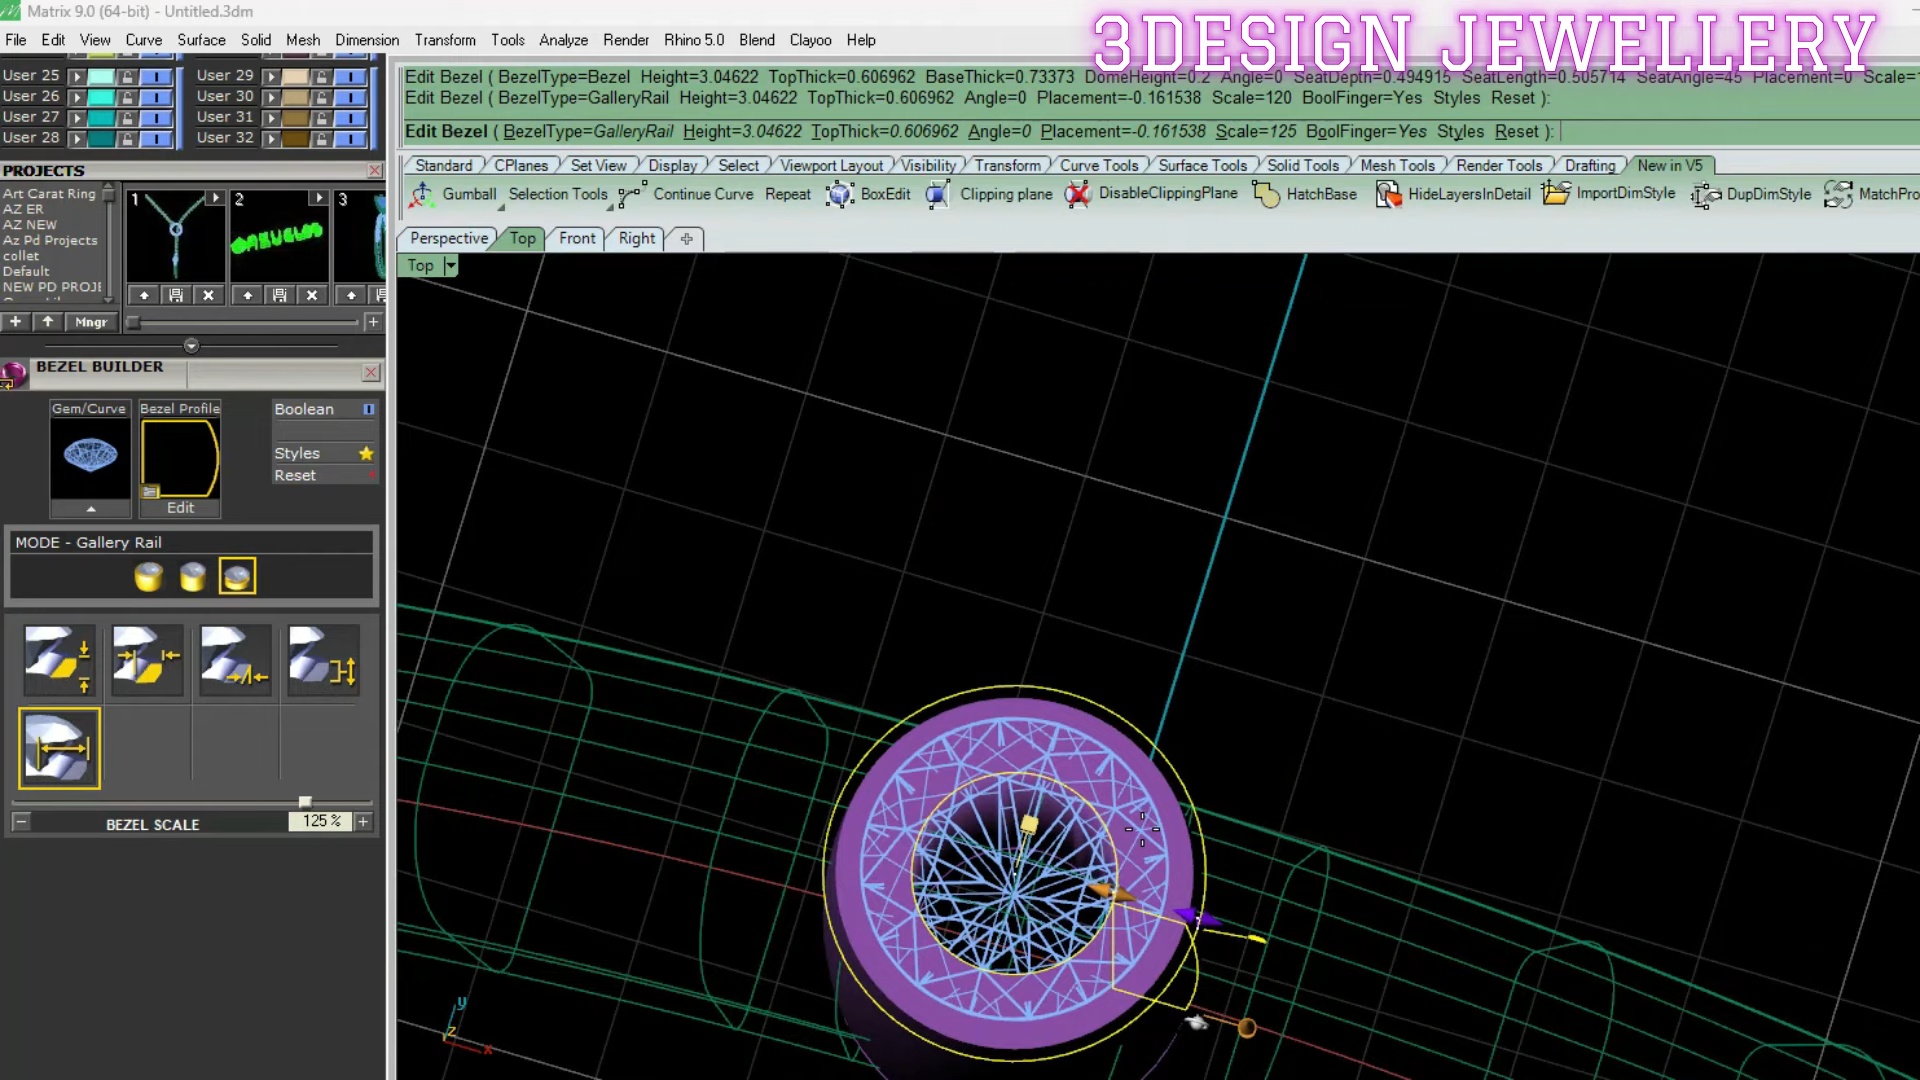 Matrix 9.0 (64-bit) - Untitled.3dm
3DESIGN JEWELLERY
File Edit View Curve Surface Solid Mesh Dimension Transform Tools Analyze Render Rhino 5.0 Blend Clayoo Help
User 25 User 29
User 26 User 30
User 27 User 31
User 28 User 32
Edit Bezel ( BezelType=Bezel Height=3.04622 TopThick=0.606962 BaseThick=0.73373 DomeHeight=0.2 Angle=0 SeatDepth=0.494915 SeatLength=0.505714 SeatAngle=45 Placement=0 Scale=1
Edit Bezel ( BezelType=GalleryRail Height=3.04622 TopThick=0.606962 Angle=0 Placement=-0.161538 Scale=120 BoolFinger=Yes Styles Reset ):
Edit Bezel ( BezelType=GalleryRail Height=3.04622 TopThick=0.606962 Angle=0 Placement=-0.161538 Scale=125 BoolFinger=Yes Styles Reset ):
Standard CPlanes Set View Display Select Viewport Layout Visibility Transform Curve Tools Surface Tools Solid Tools Mesh Tools Render Tools Drafting New in V5
Gumball Selection Tools Continue Curve Repeat BoxEdit Clipping plane DisableClippingPlane HatchBase HideLayersInDetail ImportDimStyle DupDimStyle MatchPro
Perspective Top Front Right
Top
PROJECTS
Art Carat Ring
AZ ER
AZ NEW
Az Pd Projects
collet
Default
NEW PD PROJE
1 2 3
Mngr
BEZEL BUILDER
Gem/Curve Bezel Profile Boolean
Styles
Reset
Edit
MODE - Gallery Rail
BEZEL SCALE 125 %
y
z
x